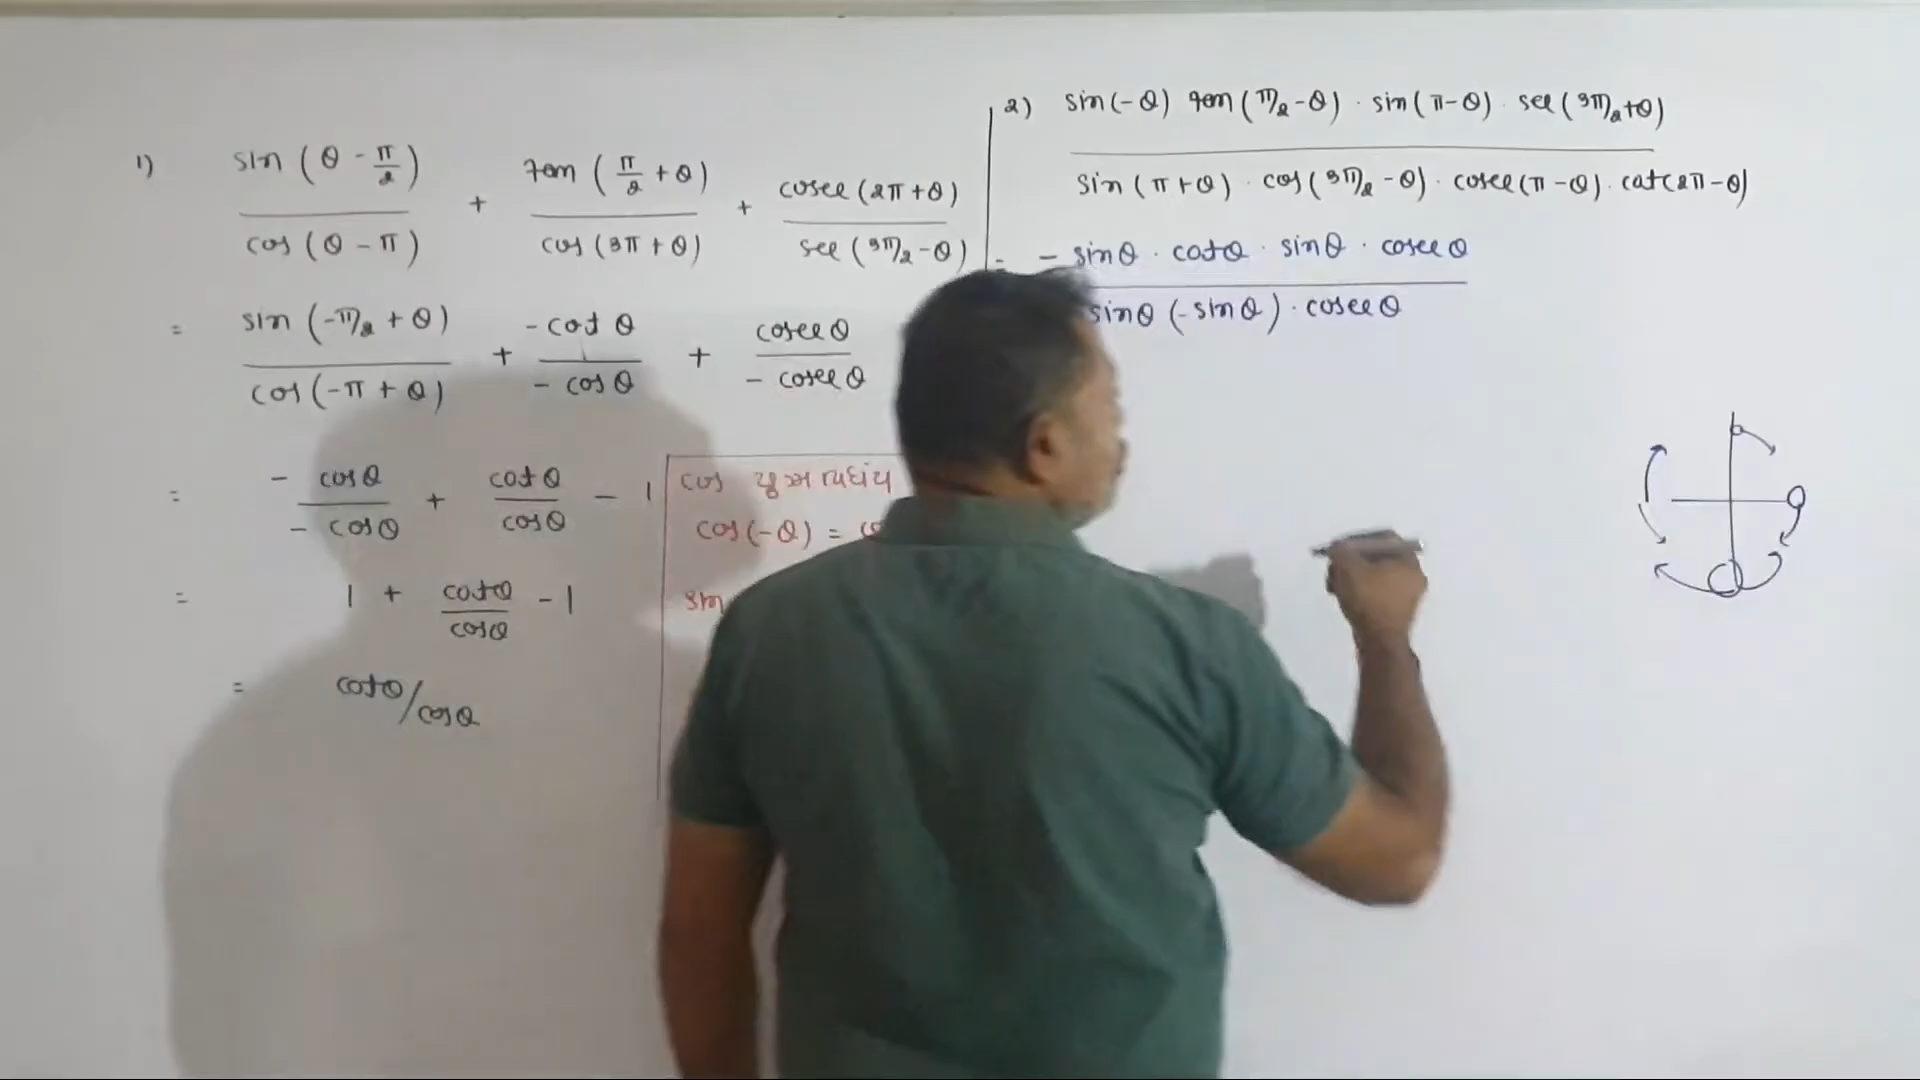 1) sin (θ - π/2) / cos (θ - π) + tan (π/2 + θ) / cos (3π + θ) + cosec (2π + θ) / sec (3π/2 - θ)
= sin (-π/2 + θ) / cos (-π + θ) + -cot θ / - cos θ + cosec θ / - cosec θ
= - cos θ / - cos θ + cot θ / cos θ - 1
= 1 + cot θ / cos θ - 1
= cot θ / cos θ
cos યુગ્મ વિધેય
cos (-θ) =
sin
2) sin (-θ) tan (π/2 - θ) · sin (π - θ) · sec (3π/2 + θ) / sin (π + θ) · cos (3π/2 - θ) · cosec (π - θ) · cot (2π - θ)
= - sin θ · cot θ · sin θ · cosec θ / sin θ (- sin θ) · cosec θ